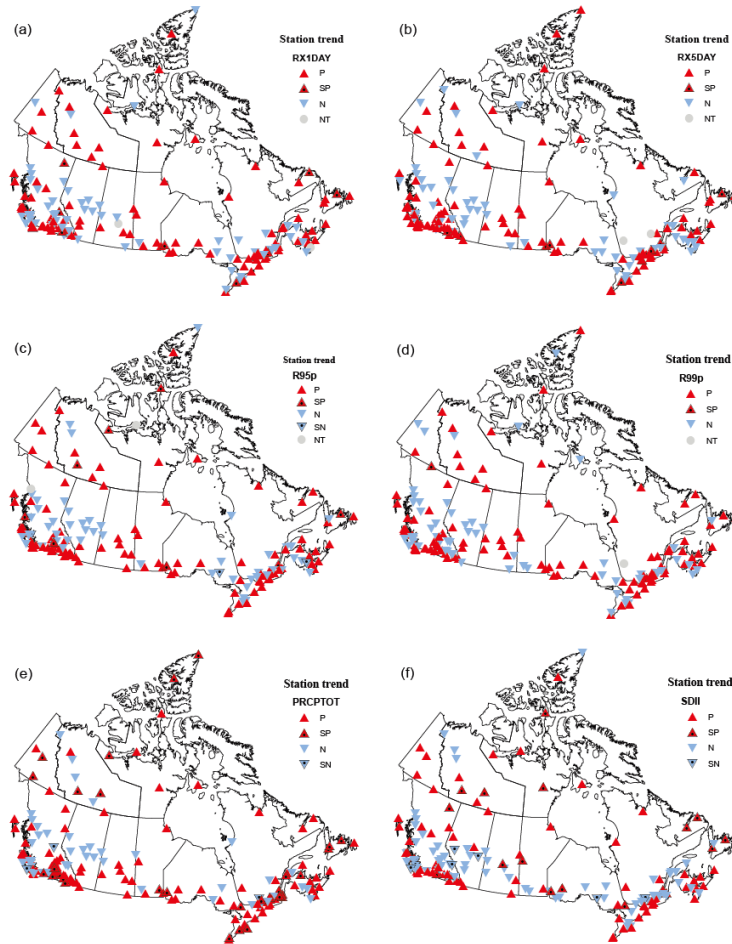 (a)
Station trend
RX1DAY
P
SP
N
NT
(b)
Station trend
RX5DAY
P
SP
N
NT
(c)
Station trend
R95p
P
SP
N
SN
NT
(d)
Station trend
R99p
P
SP
N
NT
(e)
Station trend
PRCPTOT
P
SP
N
SN
(f)
Station trend
SDII
P
SP
N
SN